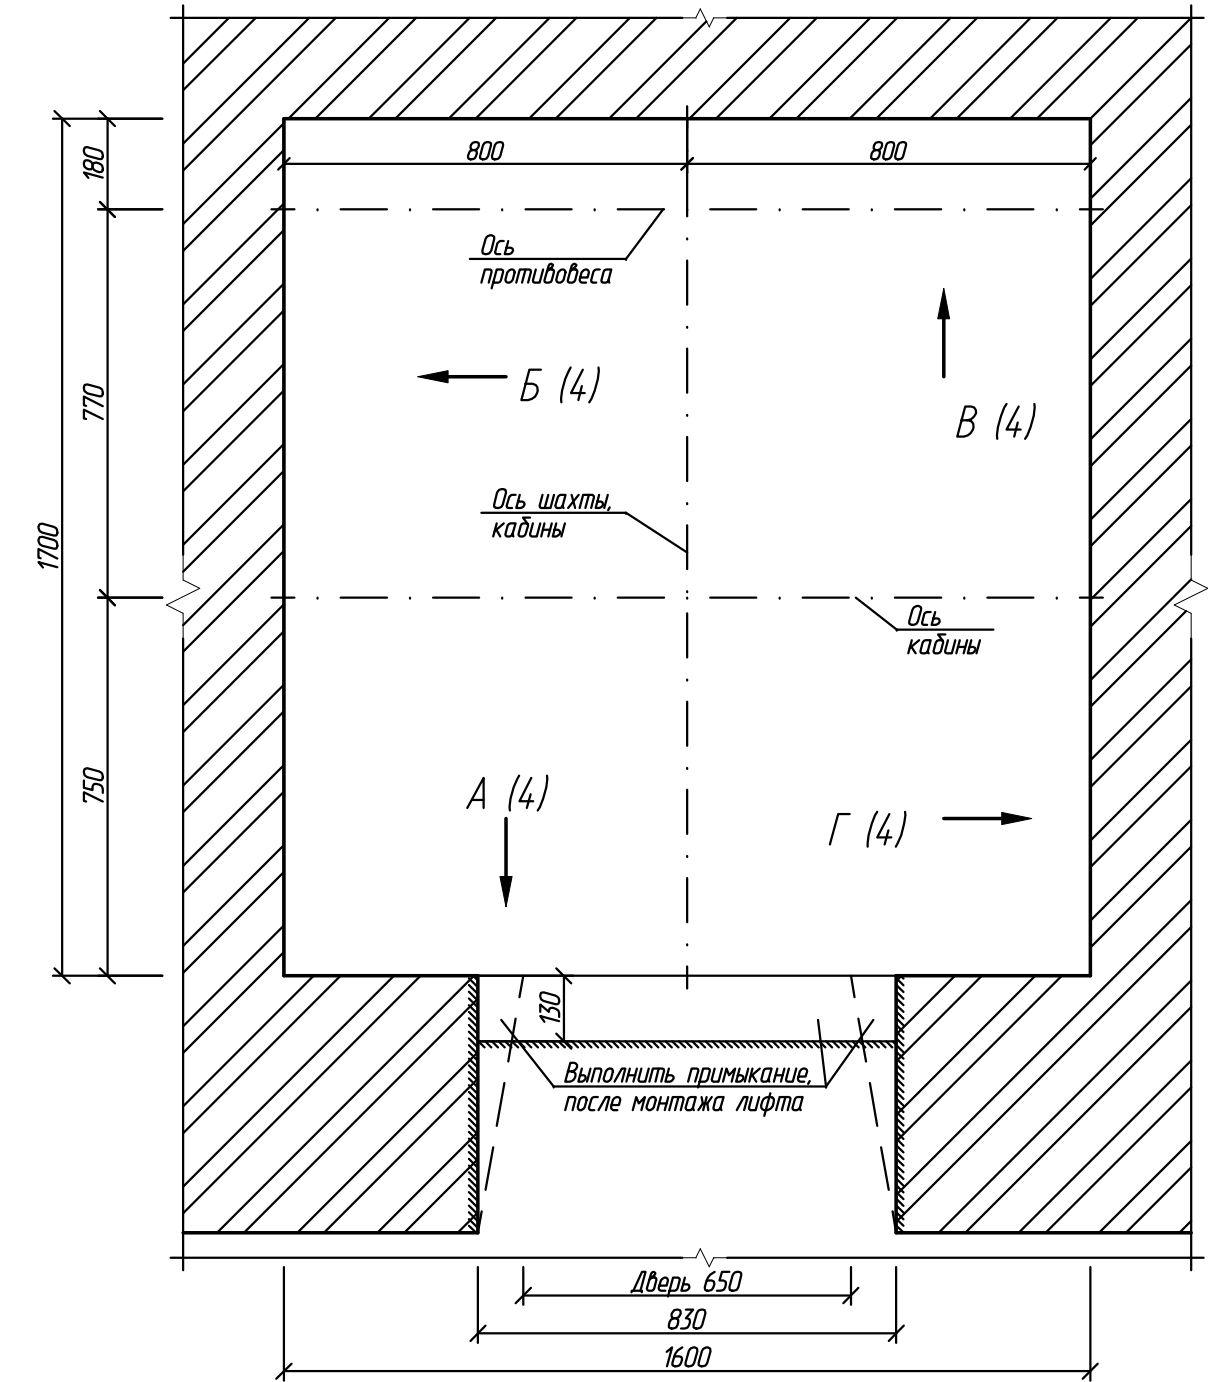 800
800
180
Ось
противовеса
770
Б (4)
В (4)
1700
Ось шахты,
кабины
Ось
кабины
750
А (4)
Г (4)
130
Выполнить примыкание,
после монтажа лифта
Дверь 650
830
1600